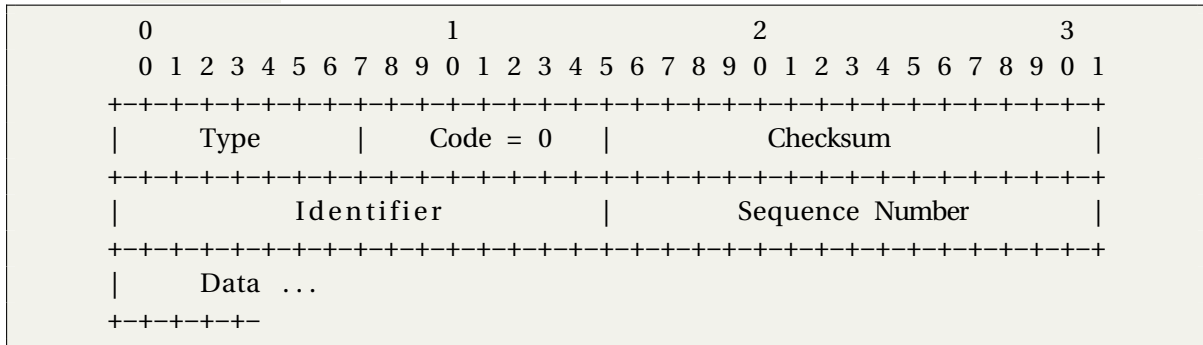 0                   1                   2                   3
0 1 2 3 4 5 6 7 8 9 0 1 2 3 4 5 6 7 8 9 0 1 2 3 4 5 6 7 8 9 0 1
+-+-+-+-+-+-+-+-+-+-+-+-+-+-+-+-+-+-+-+-+-+-+-+-+-+-+-+-+-+-+-+-+
| Type | Code = 0 | Checksum |
+-+-+-+-+-+-+-+-+-+-+-+-+-+-+-+-+-+-+-+-+-+-+-+-+-+-+-+-+-+-+-+-+
| Identifier | Sequence Number |
+-+-+-+-+-+-+-+-+-+-+-+-+-+-+-+-+-+-+-+-+-+-+-+-+-+-+-+-+-+-+-+-+
| Data ...
+-+-+-+-+-